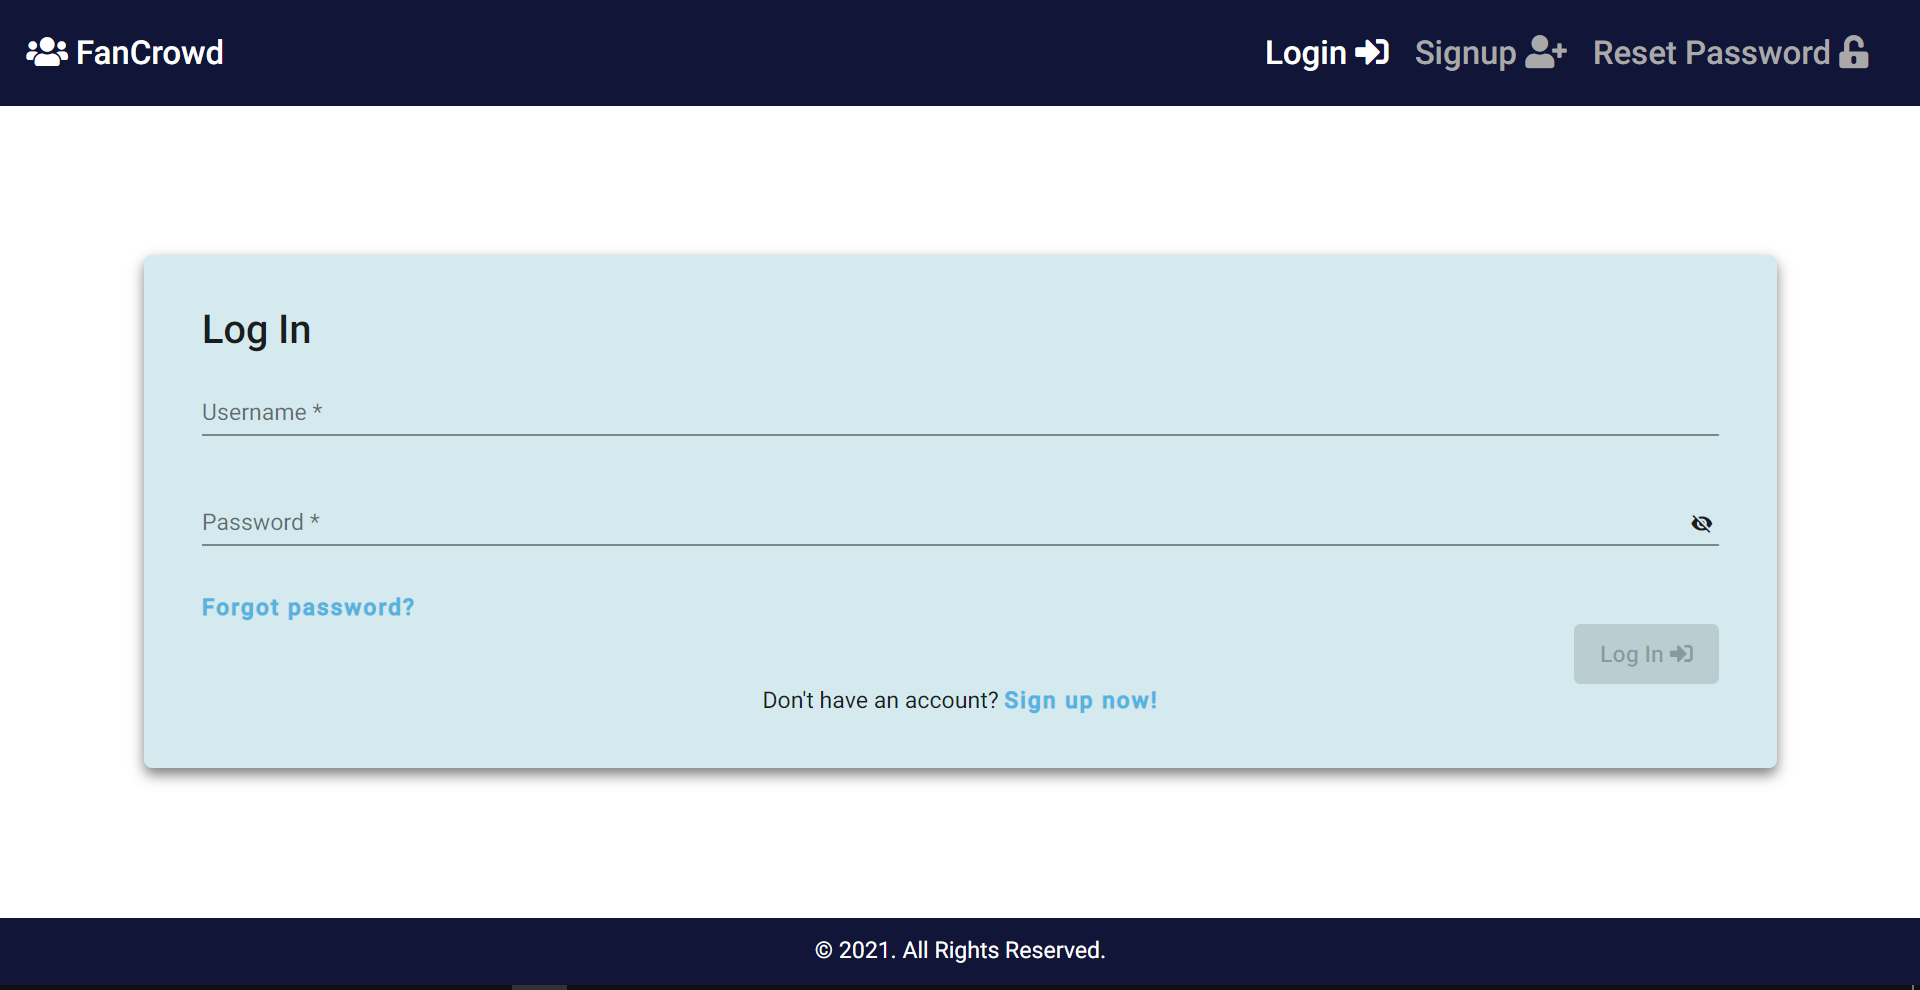 FanCrowd
Login
Signup
Reset Password
Log In
Username *
Password *
Forgot password?
Log In
Don't have an account? Sign up now!
© 2021. All Rights Reserved.